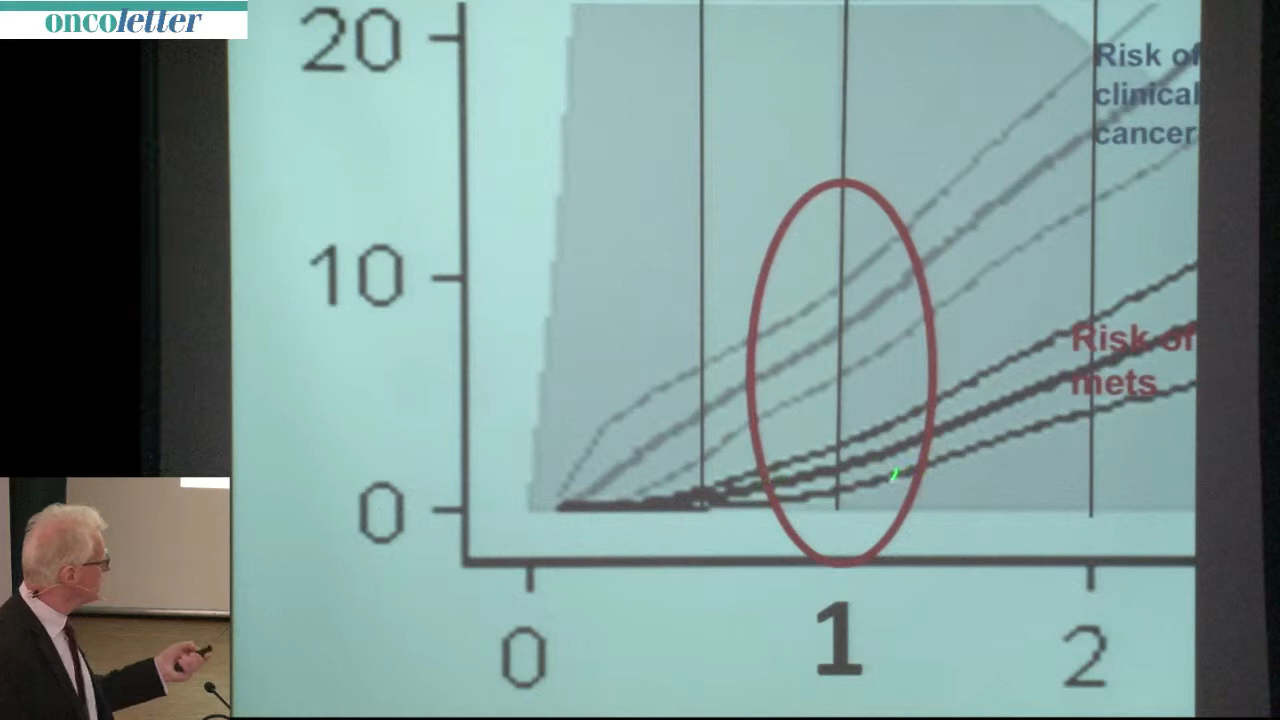 oncoletter
20
10
0
Risk of
clinical
cancer
Risk of
mets
0
1
2